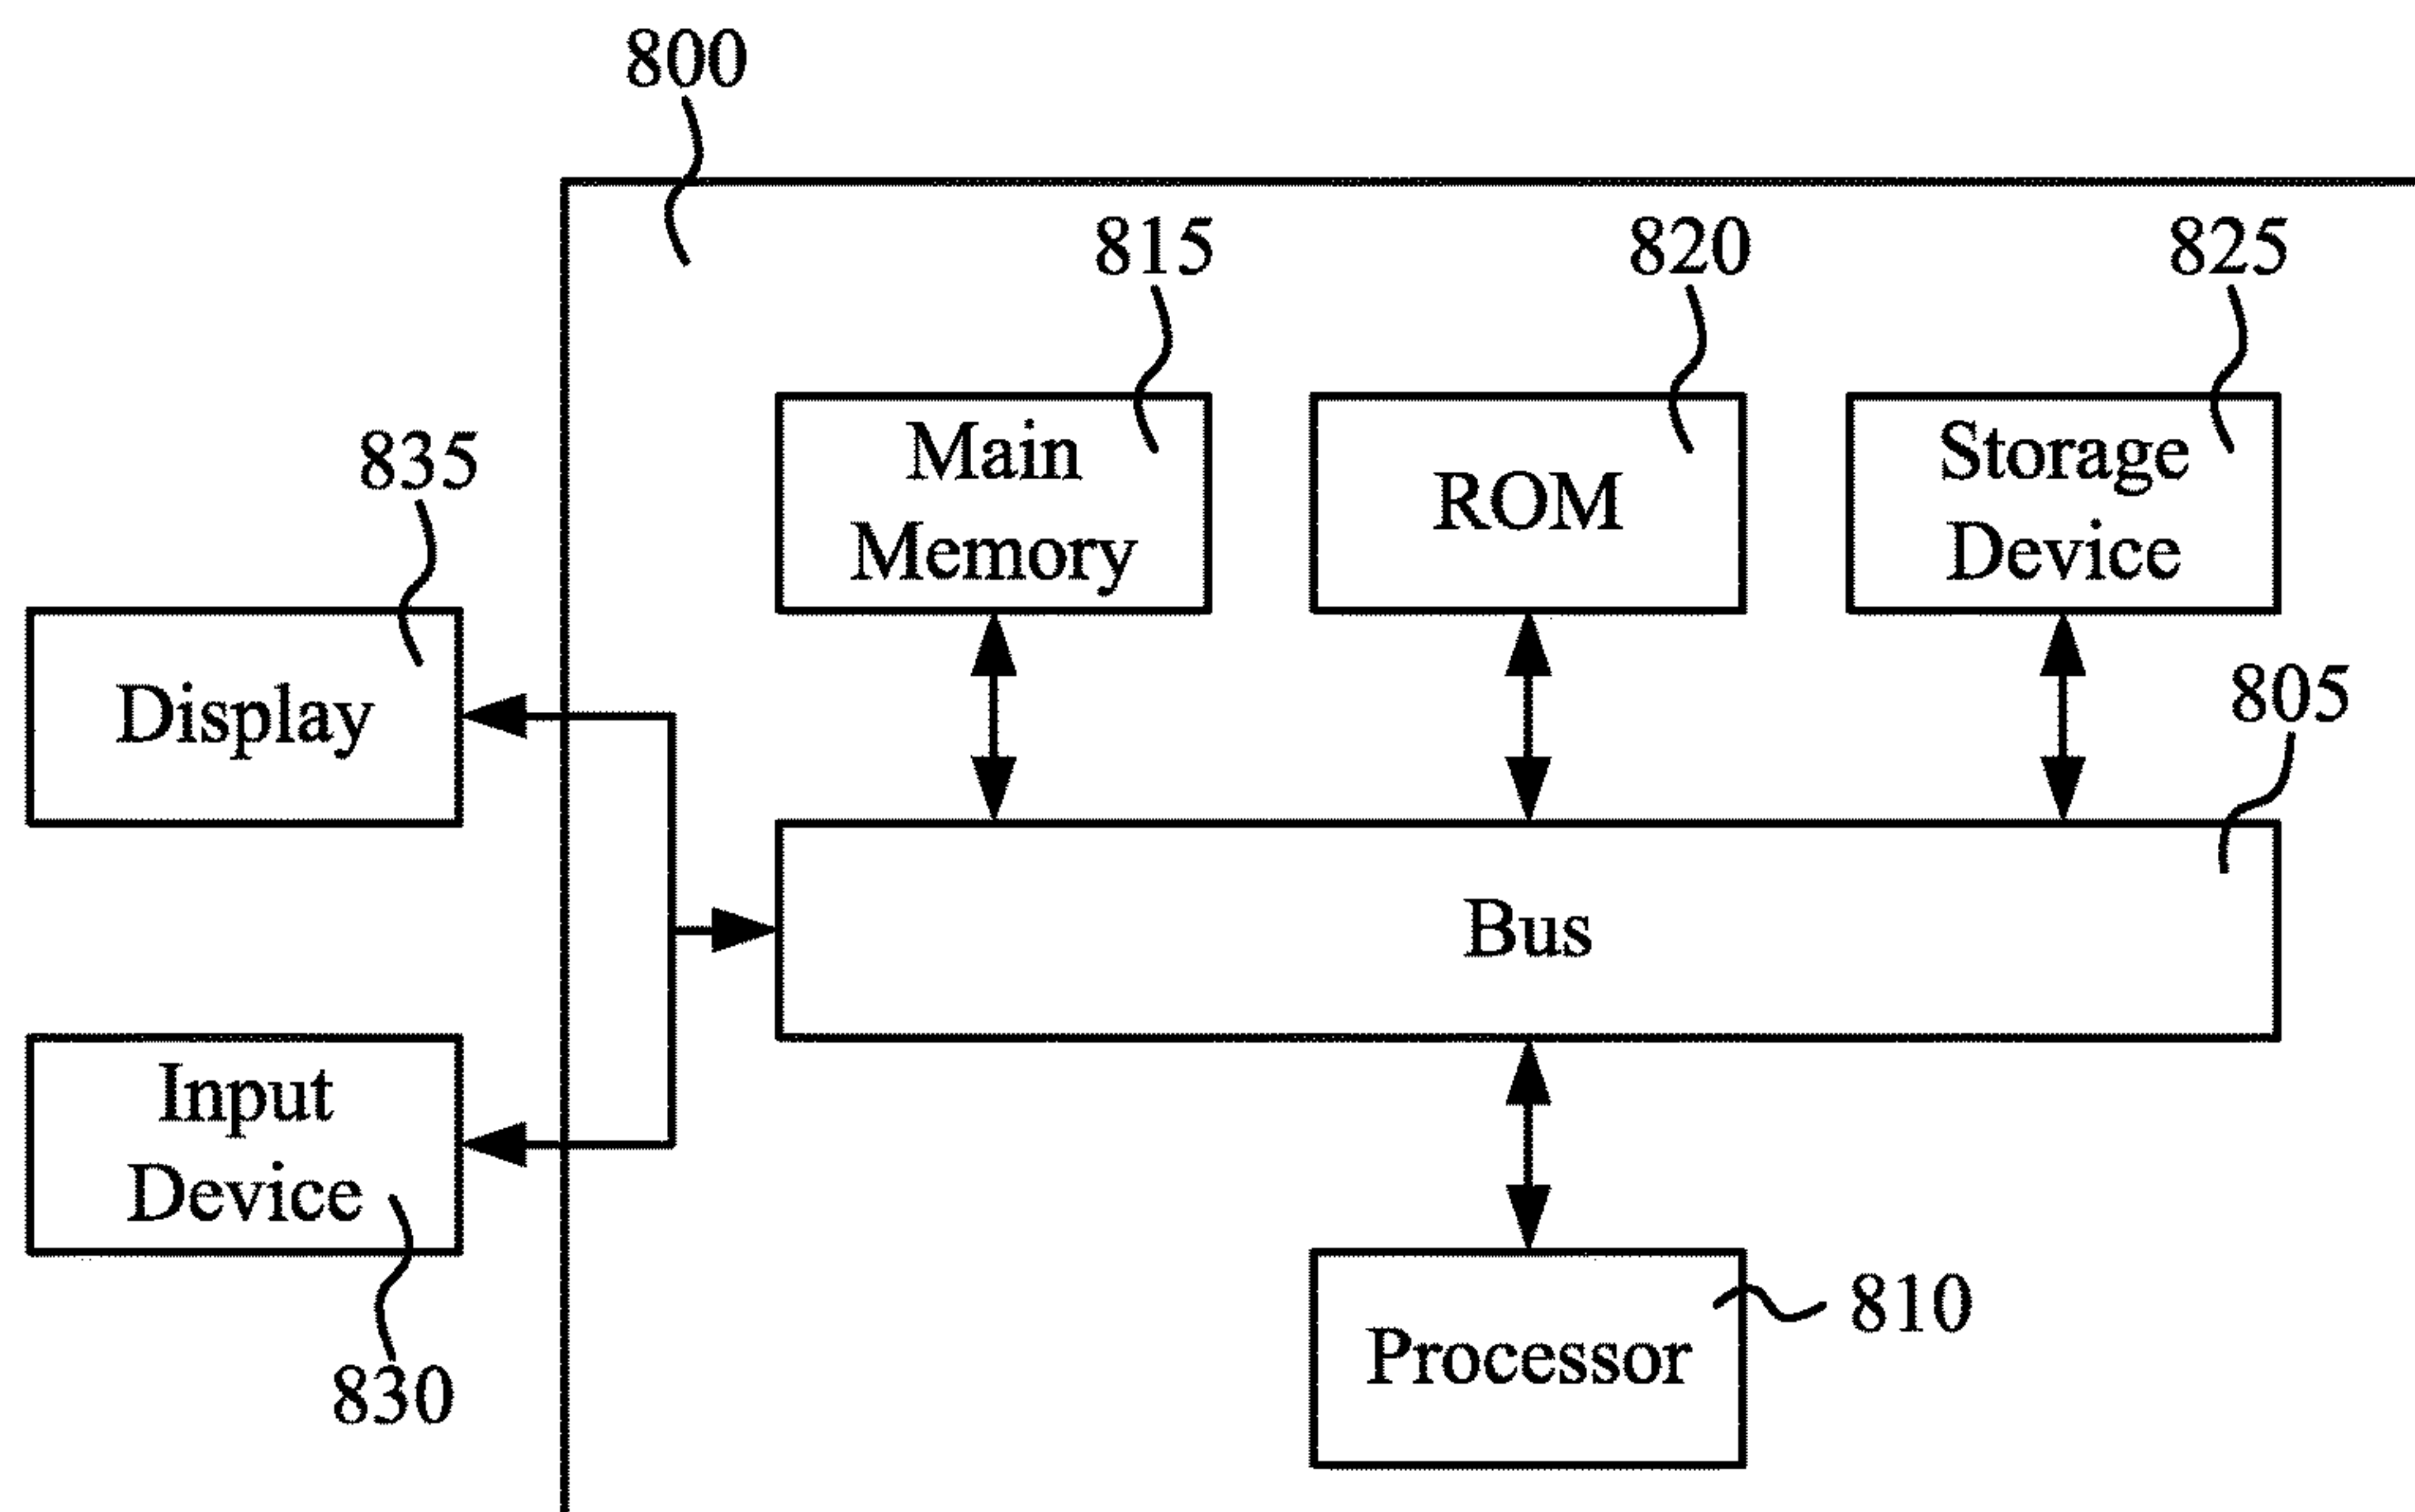 800
815
820
825
Main
Memory
ROM
Storage
Device
835
Display
805
Bus
Input
Device
830
Processor
810